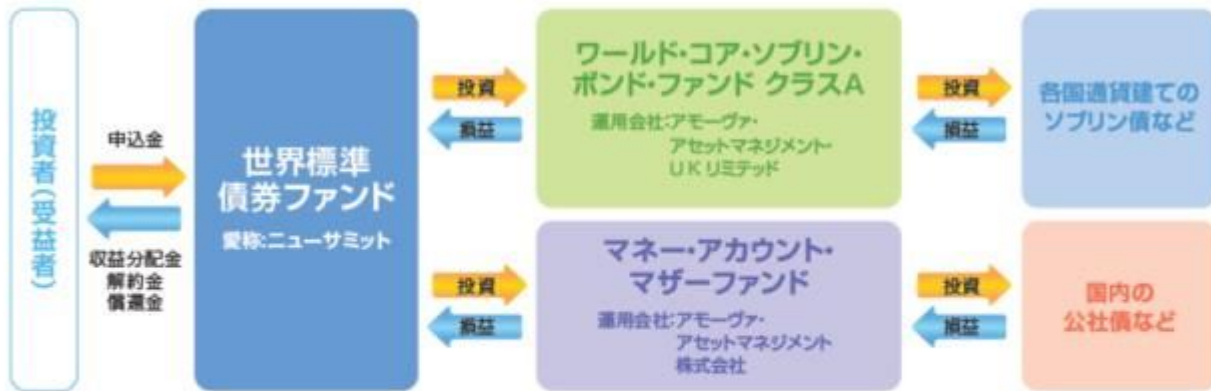 投資者(受益者)
申込金
収益分配金
解約金
償還金
世界標準
債券ファンド
愛称:ニューサミット
投資
損益
ワールド・コア・ソブリン・
ボンド・ファンド クラスA
運用会社:アモーヴァ・
アセットマネジメント・
UKリミテッド
投資
損益
各国通貨建ての
ソブリン債など
投資
損益
マネー・アカウント・
マザーファンド
運用会社:アモーヴァ・
アセットマネジメント
株式会社
投資
損益
国内の
公社債など